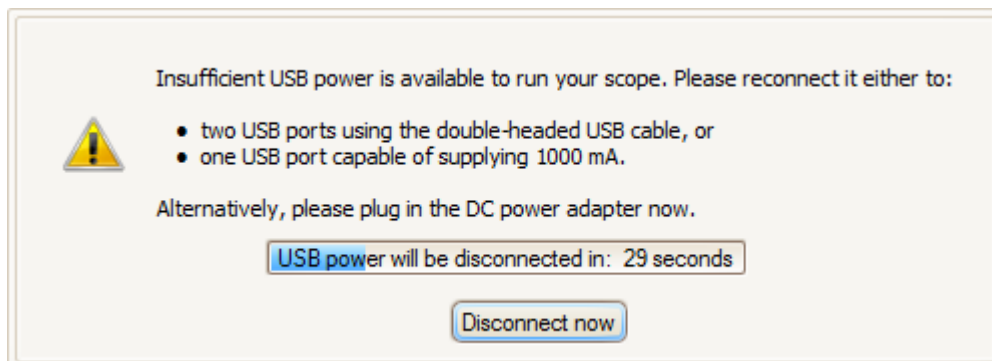 Insufficient USB power is available to run your scope. Please reconnect it either to:
• two USB ports using the double-headed USB cable, or
• one USB port capable of supplying 1000 mA.
Alternatively, please plug in the DC power adapter now.
USB power will be disconnected in: 29 seconds
Disconnect now